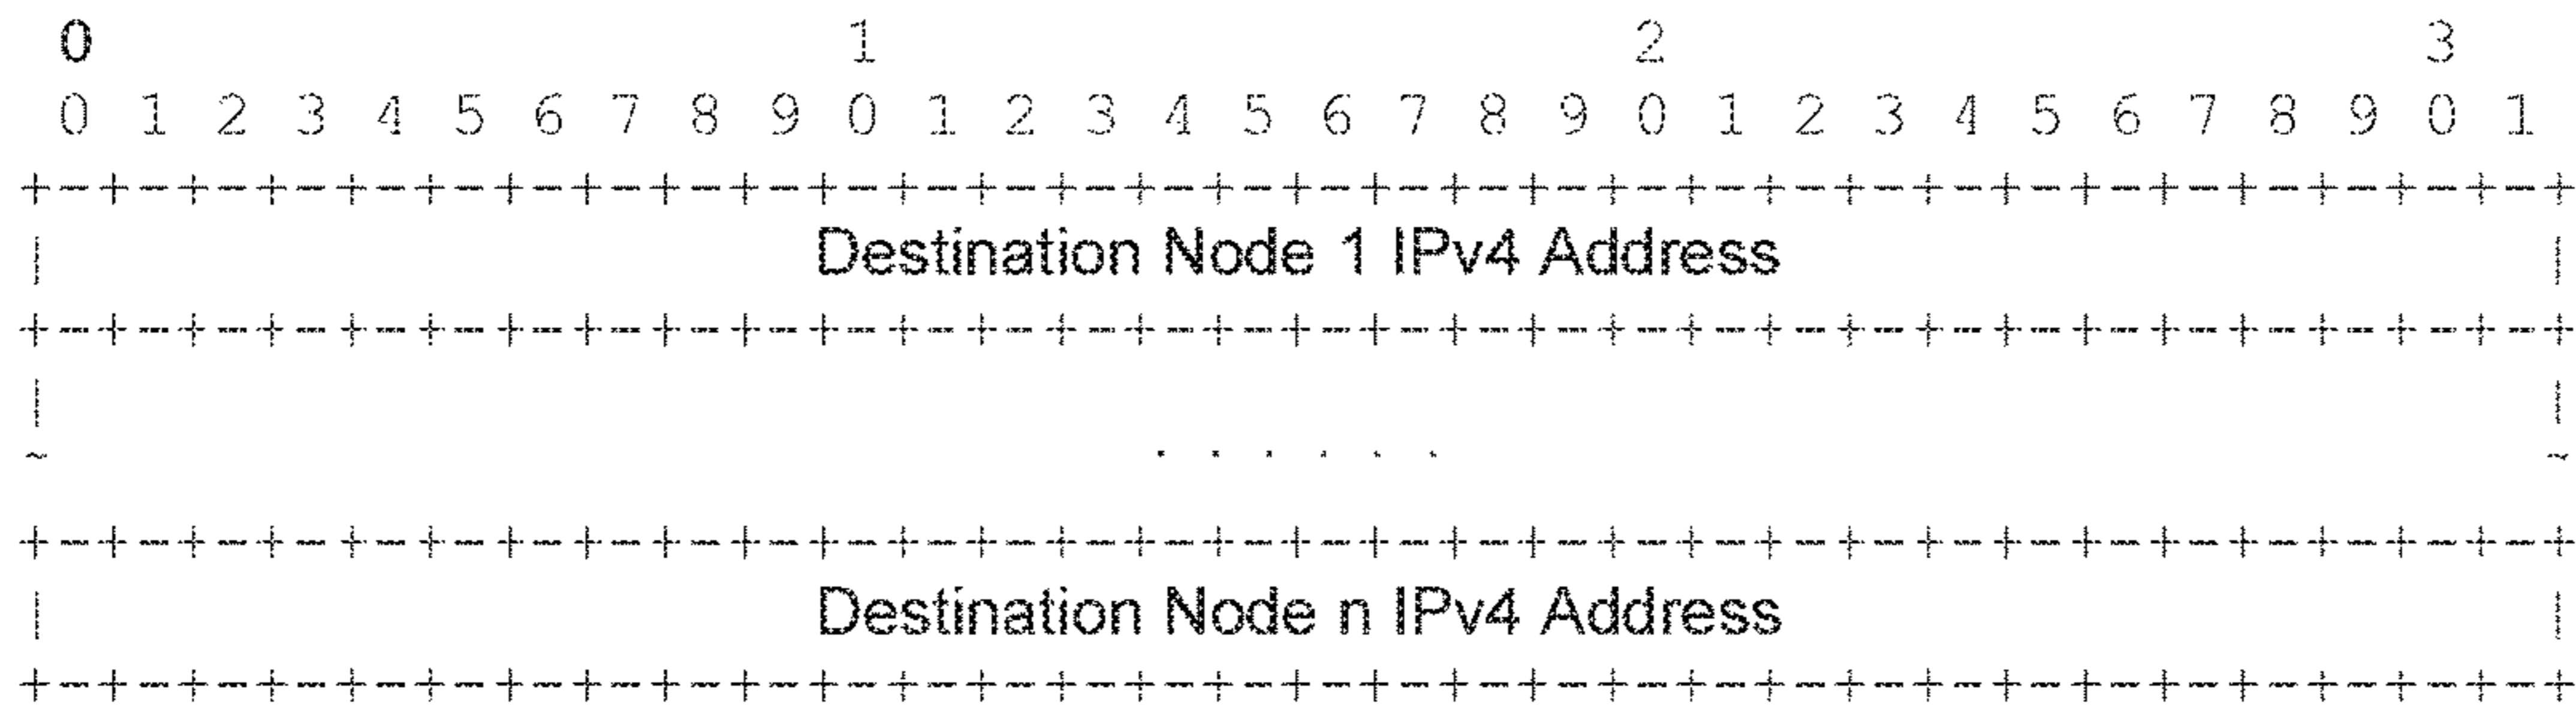 0 1 2 3
0 1 2 3 4 5 6 7 8 9 0 1 2 3 4 5 6 7 8 9 0 1 2 3 4 5 6 7 8 9 0 1
+-+-+-+-+-+-+-+-+-+-+-+-+-+-+-+-+-+-+-+-+-+-+-+-+-+-+-+-+-+-+-+-+
| Destination Node 1 IPv4 Address |
+-+-+-+-+-+-+-+-+-+-+-+-+-+-+-+-+-+-+-+-+-+-+-+-+-+-+-+-+-+-+-+-+
| |
~ . . . . . . ~
+-+-+-+-+-+-+-+-+-+-+-+-+-+-+-+-+-+-+-+-+-+-+-+-+-+-+-+-+-+-+-+-+
| Destination Node n IPv4 Address |
+-+-+-+-+-+-+-+-+-+-+-+-+-+-+-+-+-+-+-+-+-+-+-+-+-+-+-+-+-+-+-+-+